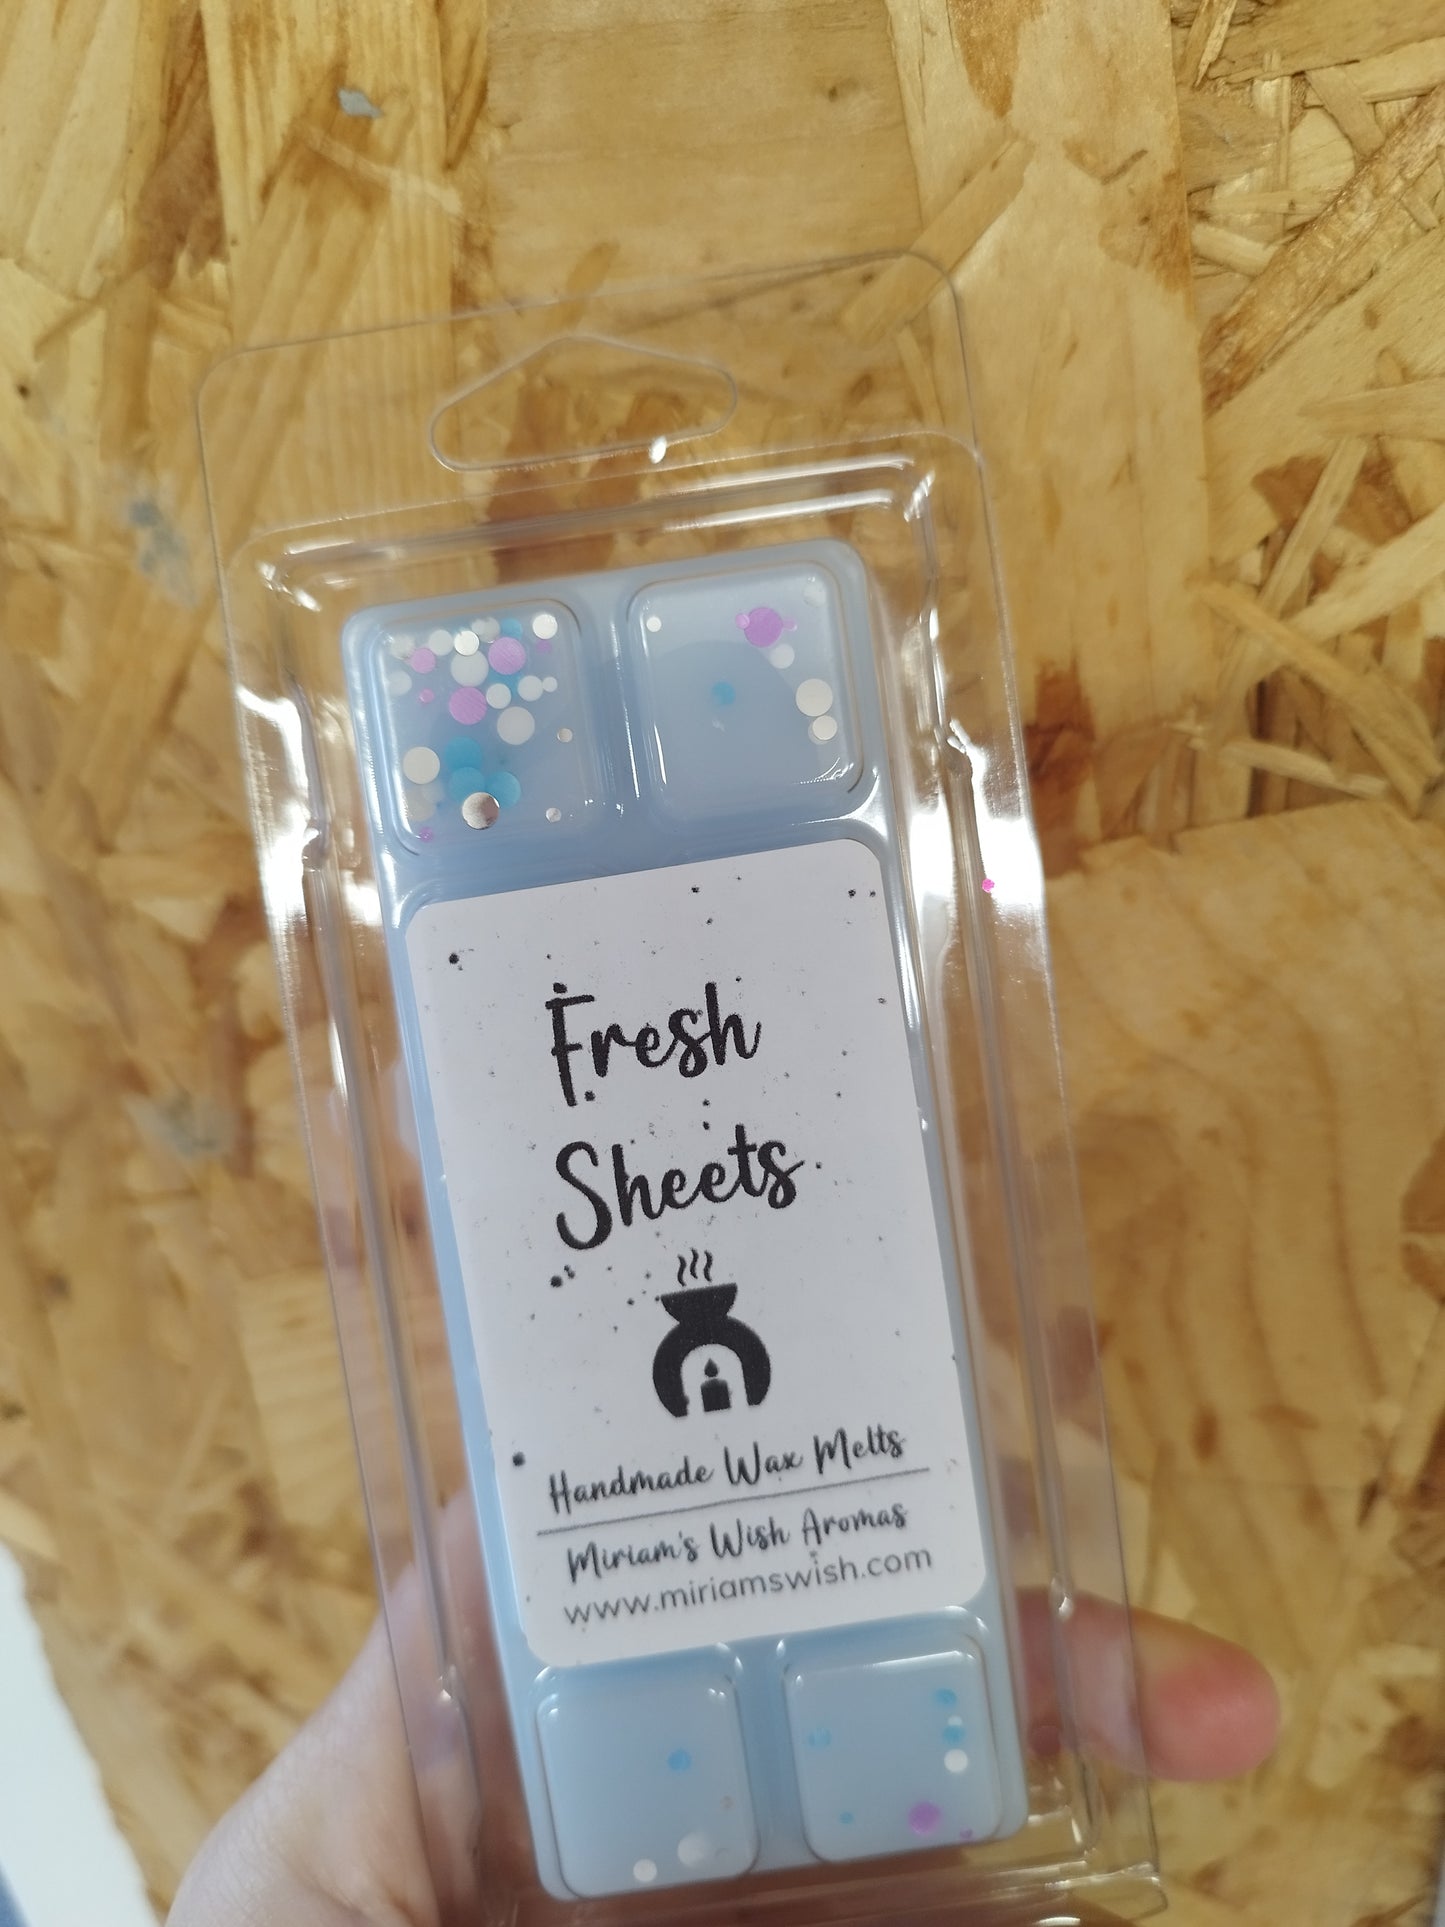 Fresh
Sheets
Handmade Wax Melts
Miriam's Wish Aromas
www.miriamswish.com